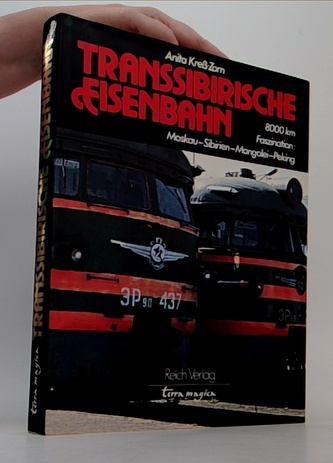 Anita Kreß-Zorn
TRANSSIBIRISCHE
EISENBAHN
8000 km
Faszination:
Moskau–Sibirien–Mongolei–Peking
ЭР9П 437
ЭР9
Reich Verlag
terra magica
TRANSSIBIRISCHE EISENBAHN
terra magica